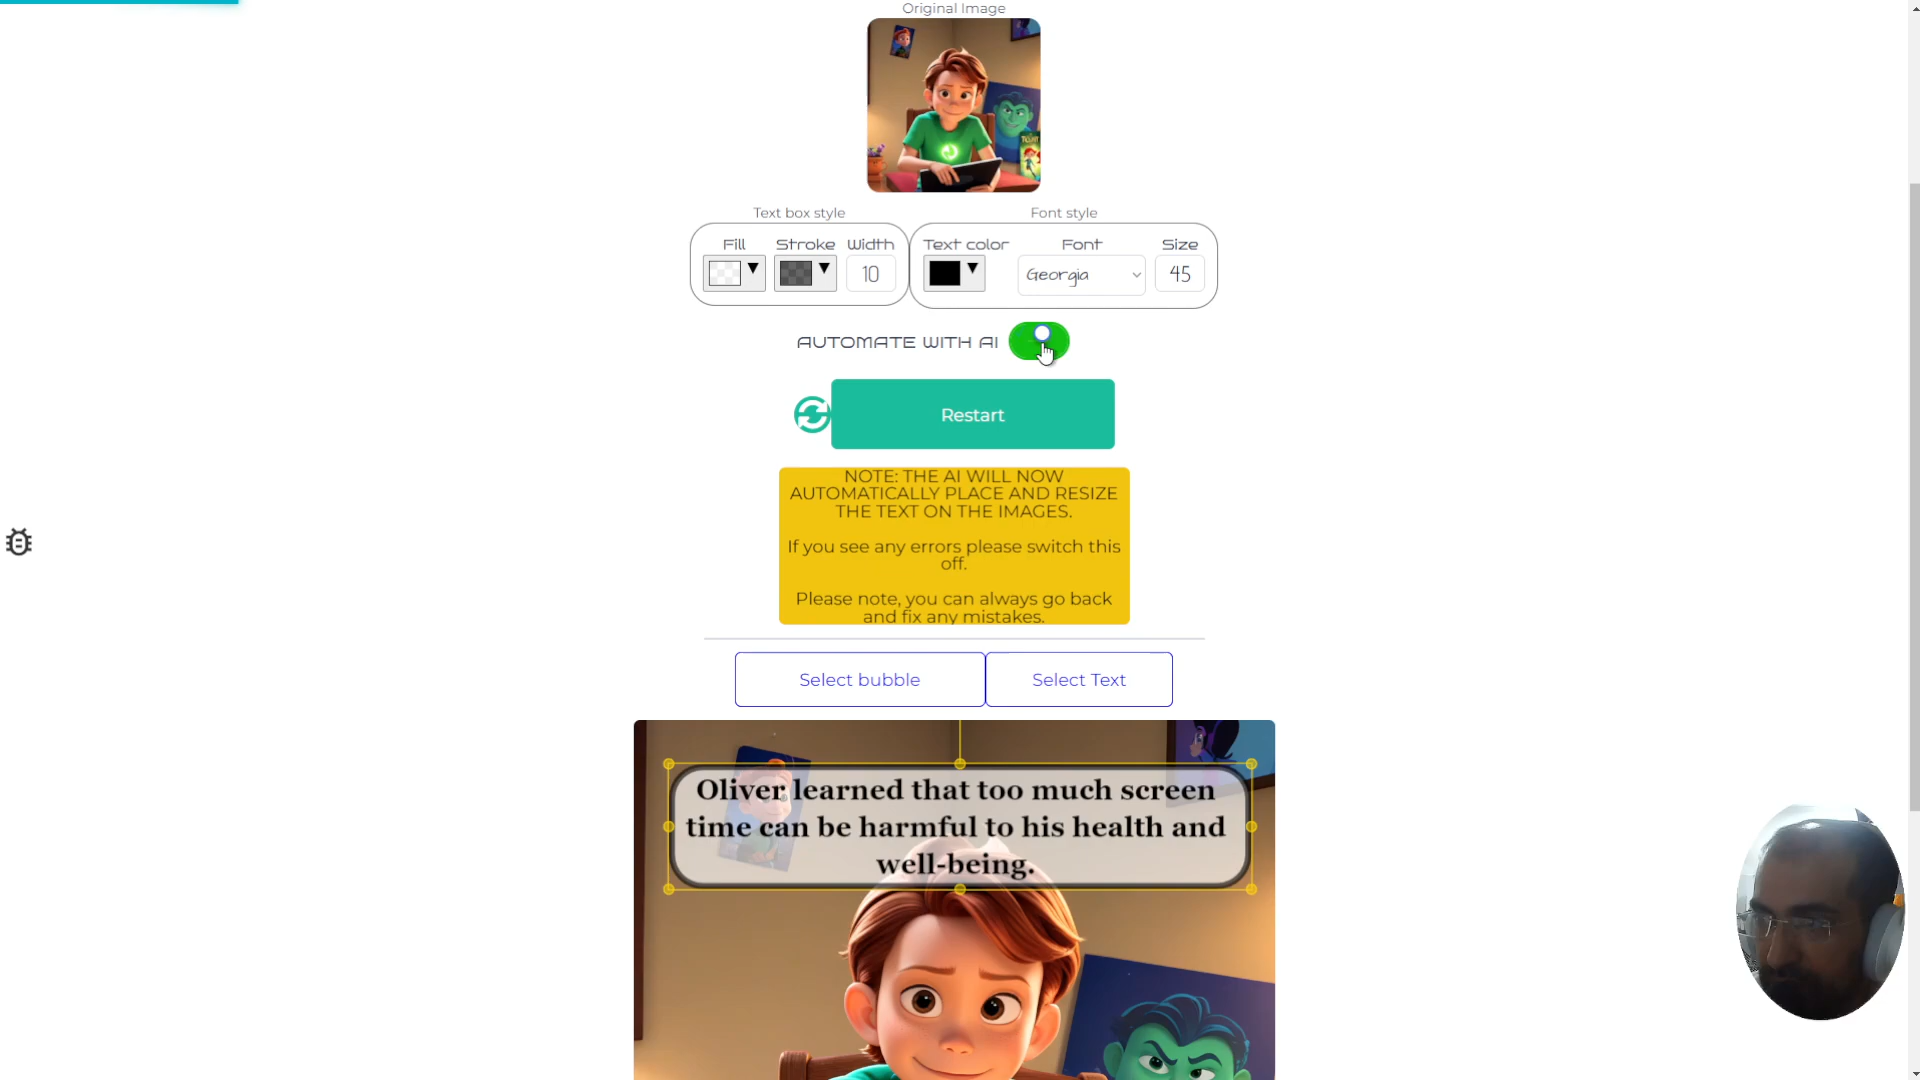 Original Image
Text box style
Font style
Fill
Stroke
Width
Text color
Font
Size
10
Georgia
45
AUTOMATE WITH AI
Restart
NOTE: THE AI WILL NOW
AUTOMATICALLY PLACE AND RESIZE
THE TEXT ON THE IMAGES.
If you see any errors please switch this
off.
Please note, you can always go back
and fix any mistakes.
Select bubble
Select Text
Oliver learned that too much screen
time can be harmful to his health and
well-being.